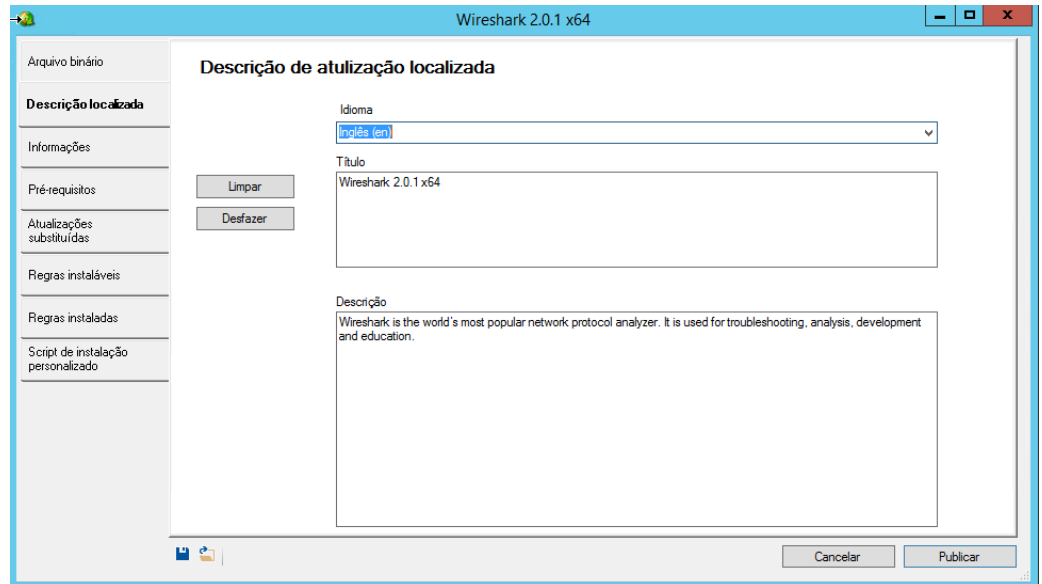 Wireshark 2.0.1 x64
Arquivo binário
Descrição localizada
Informações
Pré-requisitos
Atualizações
substituídas
Regras instaláveis
Regras instaladas
Script de instalação
personalizado
Descrição de atulização localizada
Idioma
Inglês (en)
Título
Wireshark 2.0.1 x64
Limpar
Desfazer
Descrição
Wireshark is the world's most popular network protocol analyzer. It is used for troubleshooting, analysis, development
and education.
Cancelar
Publicar